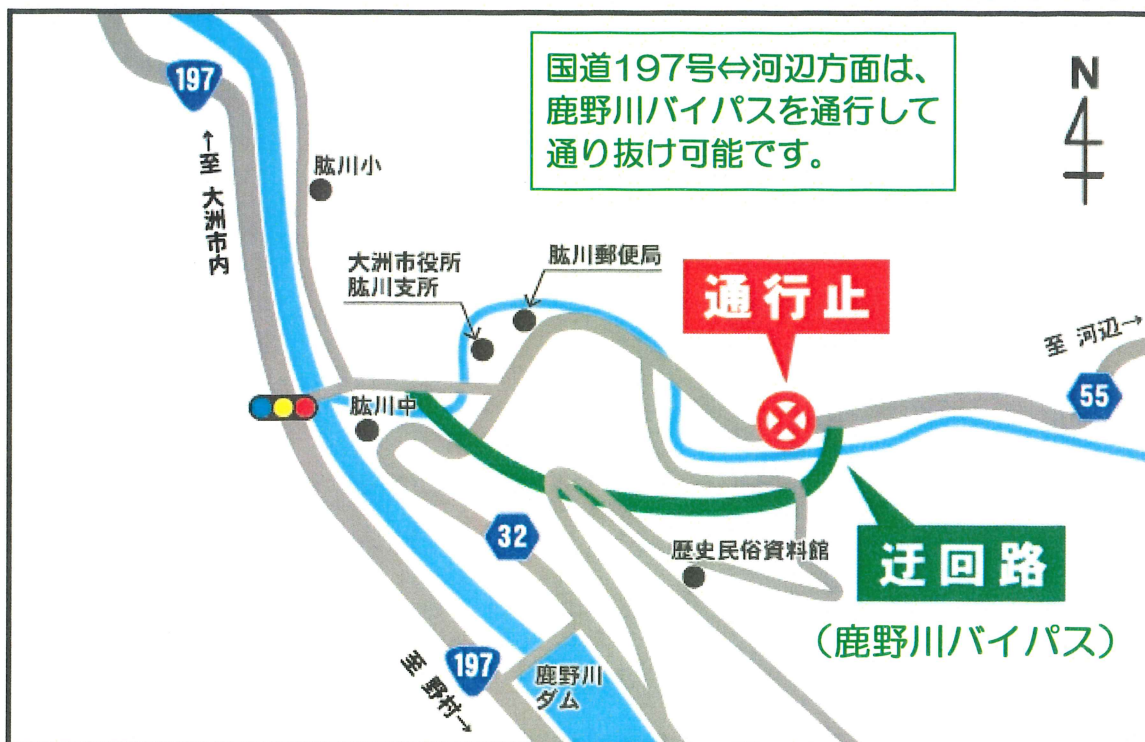 国道197号⇔河辺方面は、
鹿野川バイパスを通行して
通り抜け可能です。
N
197
↑至 大洲市内
肱川小
大洲市役所
肱川支所
肱川郵便局
通行止
至 河辺→
55
肱川中
32
歴史民俗資料館
迂回路
（鹿野川バイパス）
197
至 野村→
鹿野川
ダム